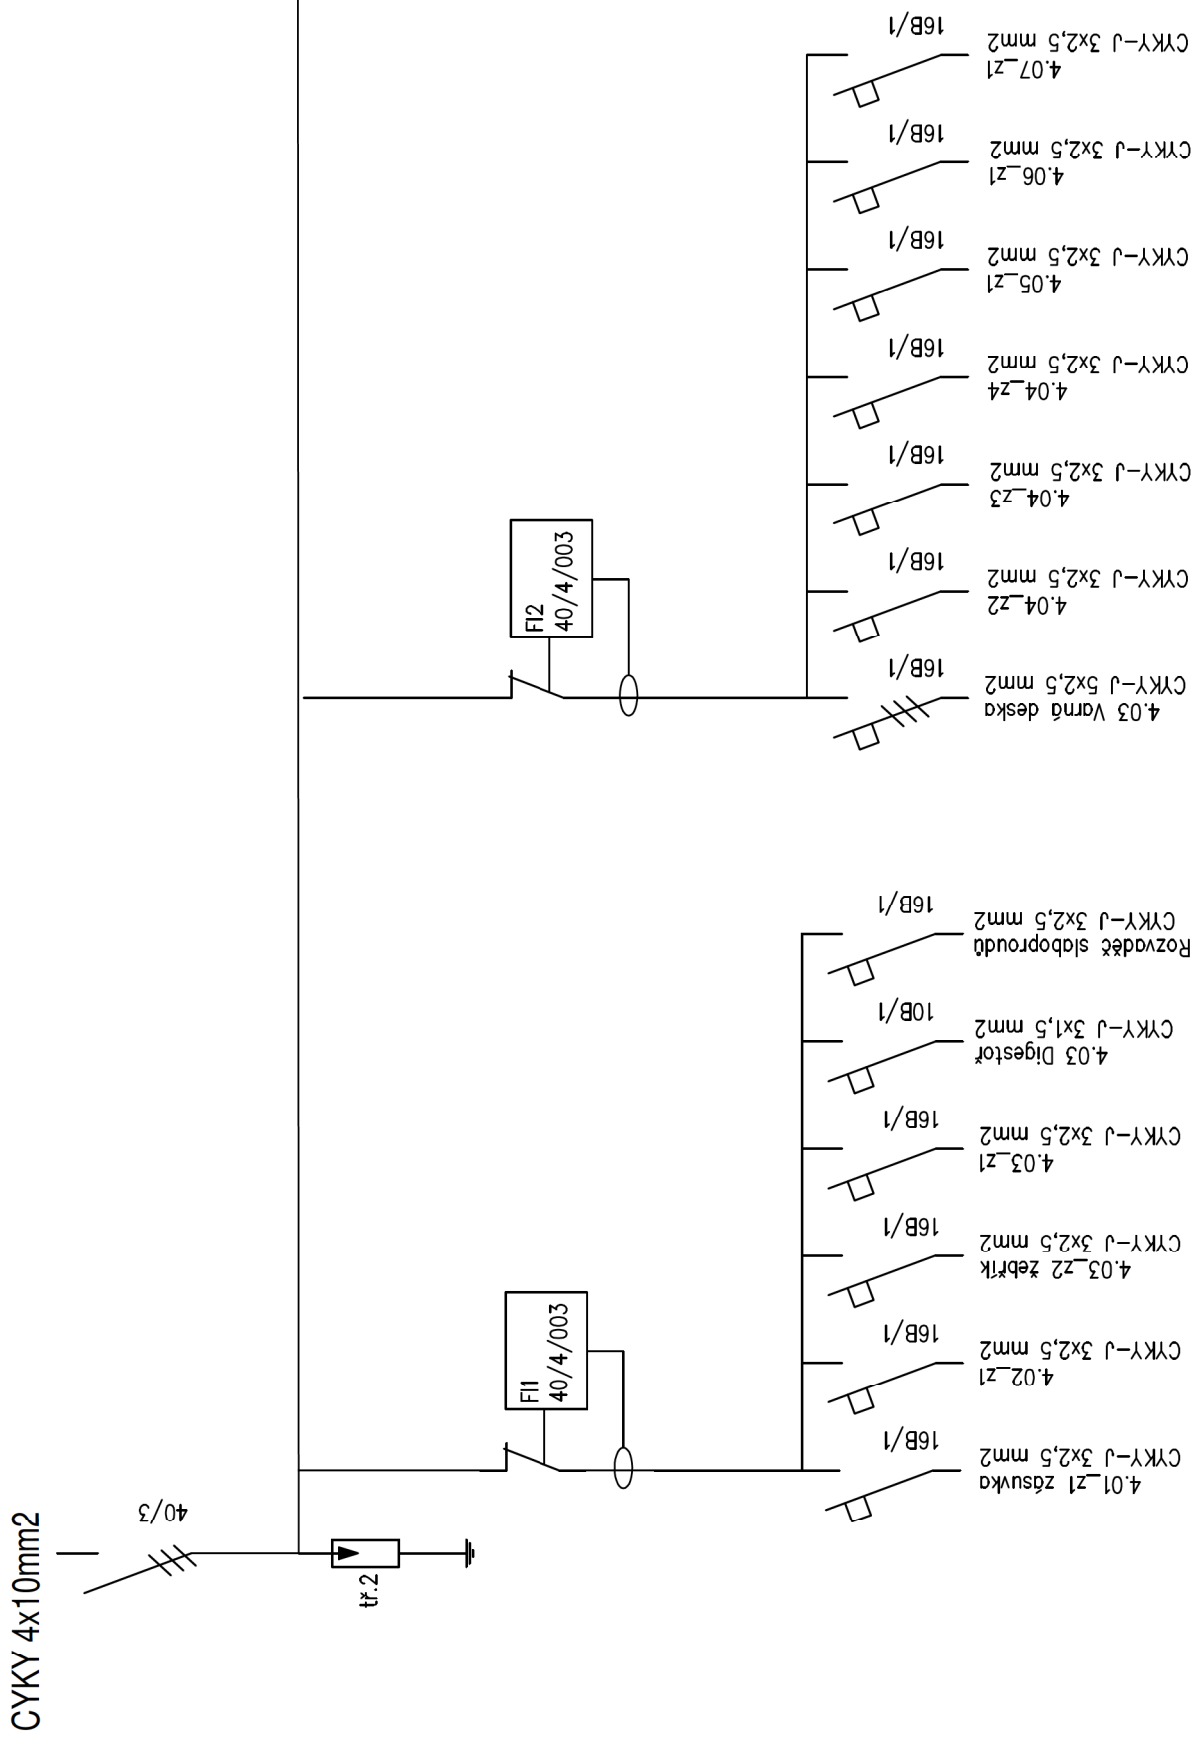 CYKY 4x10mm2
40/3
tř.2
FI1
40/4/003
16B/1
4.01_z1 zásuvka
CYKY-J 3x2,5 mm2
16B/1
4.02_z1
CYKY-J 3x2,5 mm2
16B/1
4.03_z2 žebřík
CYKY-J 3x2,5 mm2
16B/1
4.03_z1
CYKY-J 3x2,5 mm2
10B/1
4.03 Digestoř
CYKY-J 3x1,5 mm2
16B/1
Rozvaděč slaboproudů
CYKY-J 3x2,5 mm2
FI2
40/4/003
16B/1
4.03 Varná deska
CYKY-J 5x2,5 mm2
16B/1
4.04_z2
CYKY-J 3x2,5 mm2
16B/1
4.04_z3
CYKY-J 3x2,5 mm2
16B/1
4.04_z4
CYKY-J 3x2,5 mm2
16B/1
4.05_z1
CYKY-J 3x2,5 mm2
16B/1
4.06_z1
CYKY-J 3x2,5 mm2
16B/1
4.07_z1
CYKY-J 3x2,5 mm2